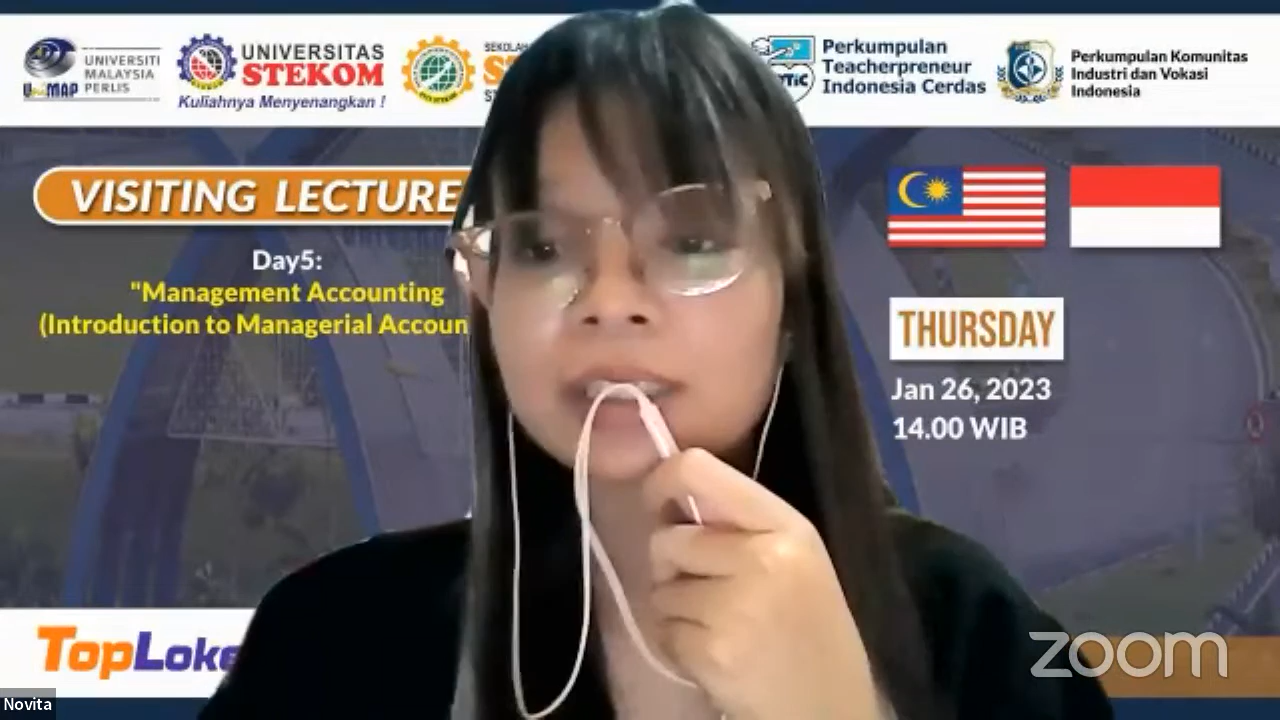 UniMAP
UNIVERSITI
MALAYSIA
PERLIS
UNIVERSITAS
STEKOM
Kuliahnya Menyenangkan !
SEKOLAH
Perkumpulan
Teacherpreneur
Indonesia Cerdas
Perkumpulan Komunitas
Industri dan Vokasi
Indonesia
VISITING LECTURE
Day5:
"Management Accounting
(Introduction to Managerial Accoun
THURSDAY
Jan 26, 2023
14.00 WIB
TopLoke
zoom
Novita